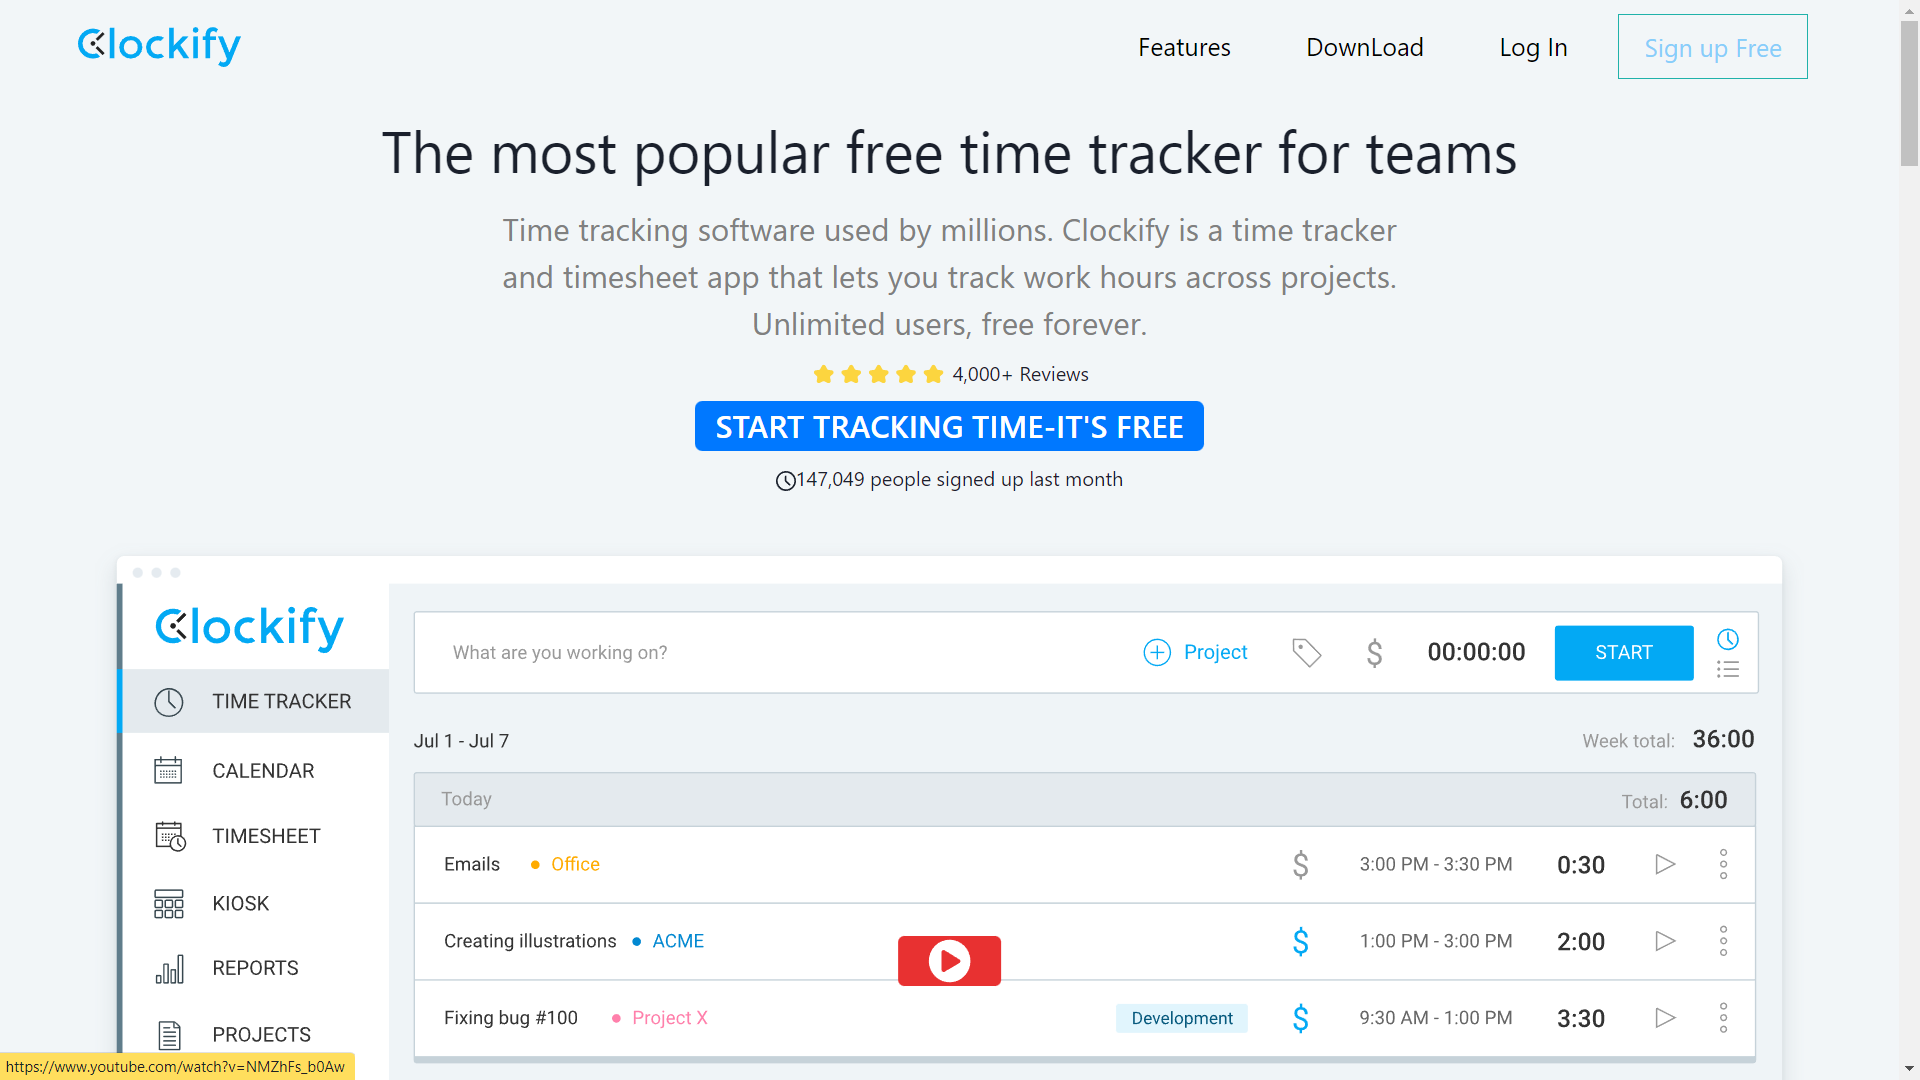 Clockify
Features DownLoad Log In Sign up Free
The most popular free time tracker for teams
Time tracking software used by millions. Clockify is a time tracker
and timesheet app that lets you track work hours across projects.
Unlimited users, free forever.
4,000+ Reviews
START TRACKING TIME-IT'S FREE
147,049 people signed up last month
Clockify
TIME TRACKER
CALENDAR
TIMESHEET
KIOSK
REPORTS
PROJECTS
What are you working on? Project $ 00:00:00 START
Jul 1 - Jul 7 Week total: 36:00
Today Total: 6:00
Emails Office $ 3:00 PM - 3:30 PM 0:30
Creating illustrations ACME $ 1:00 PM - 3:00 PM 2:00
Fixing bug #100 Project X Development $ 9:30 AM - 1:00 PM 3:30
https://www.youtube.com/watch?v=NMZhFs_b0Aw